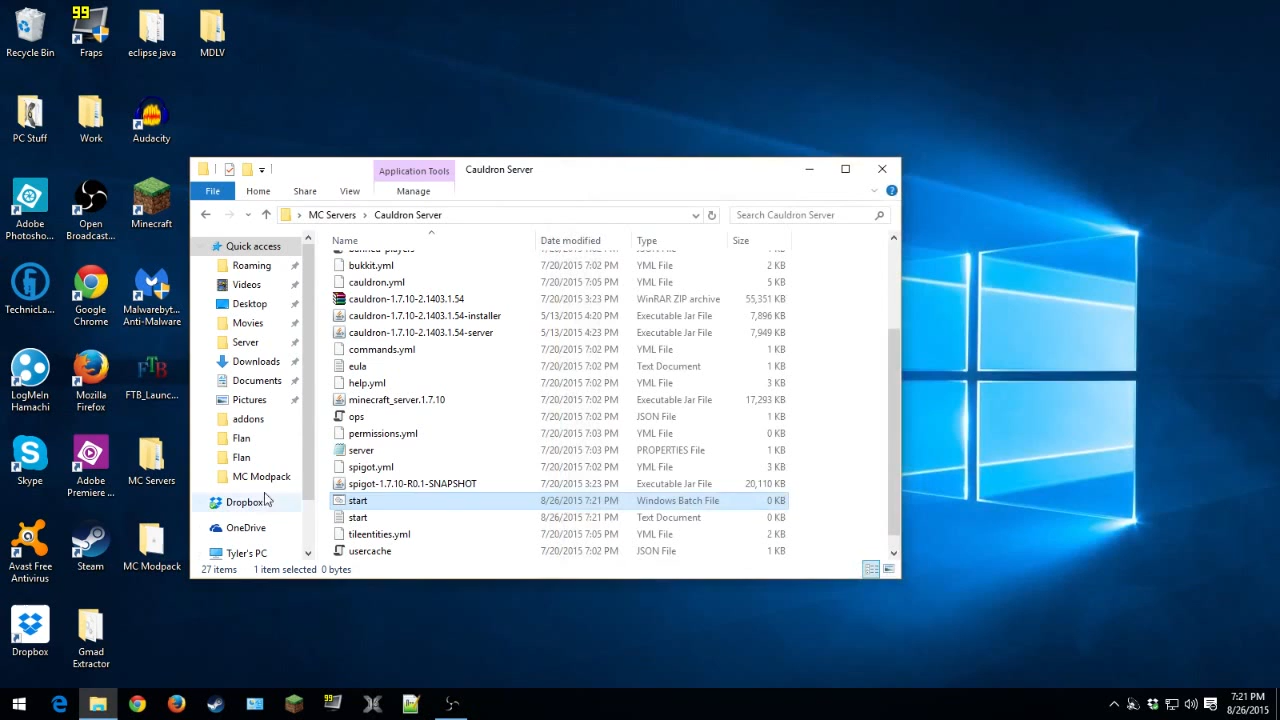 99
Recycle Bin
Fraps
eclipse java
MDLV
PC Stuff
Work
Audacity
Adobe Photosho...
Open Broadcast...
Minecraft
TechnicLa...
Google Chrome
Malwarebyt... Anti-Malware
LogMeIn Hamachi
Mozilla Firefox
FTB
FTB_Launc...
Skype
Adobe Premiere ...
MC Servers
Avast Free Antivirus
Steam
MC Modpack
Dropbox
Gmad Extractor
Application Tools
Cauldron Server
File Home Share View Manage
MC Servers > Cauldron Server
Search Cauldron Server
Quick access
Roaming
Videos
Desktop
Movies
Server
Downloads
Documents
Pictures
addons
Flan
Flan
MC Modpack
Dropbox
OneDrive
Tyler's PC
Name Date modified Type Size
bukkit.yml 7/20/2015 7:02 PM YML File 2 KB
cauldron.yml 7/20/2015 7:05 PM YML File 5 KB
cauldron-1.7.10-2.1403.1.54 7/20/2015 3:23 PM WinRAR ZIP archive 55,351 KB
cauldron-1.7.10-2.1403.1.54-installer 5/13/2015 4:20 PM Executable Jar File 7,896 KB
cauldron-1.7.10-2.1403.1.54-server 5/13/2015 4:23 PM Executable Jar File 7,949 KB
commands.yml 7/20/2015 7:02 PM YML File 1 KB
eula 7/20/2015 7:02 PM Text Document 1 KB
help.yml 7/20/2015 7:02 PM YML File 3 KB
minecraft_server.1.7.10 7/20/2015 7:02 PM Executable Jar File 17,293 KB
ops 7/20/2015 7:02 PM JSON File 1 KB
permissions.yml 7/20/2015 7:03 PM YML File 0 KB
server 7/20/2015 7:02 PM PROPERTIES File 1 KB
spigot.yml 7/20/2015 7:02 PM YML File 3 KB
spigot-1.7.10-R0.1-SNAPSHOT 7/20/2015 3:23 PM Executable Jar File 20,110 KB
start 8/26/2015 7:21 PM Windows Batch File 0 KB
start 8/26/2015 7:21 PM Text Document 0 KB
tileentities.yml 7/20/2015 7:05 PM YML File 2 KB
usercache 7/20/2015 7:02 PM JSON File 1 KB
27 items 1 item selected 0 bytes
99
7:21 PM
8/26/2015